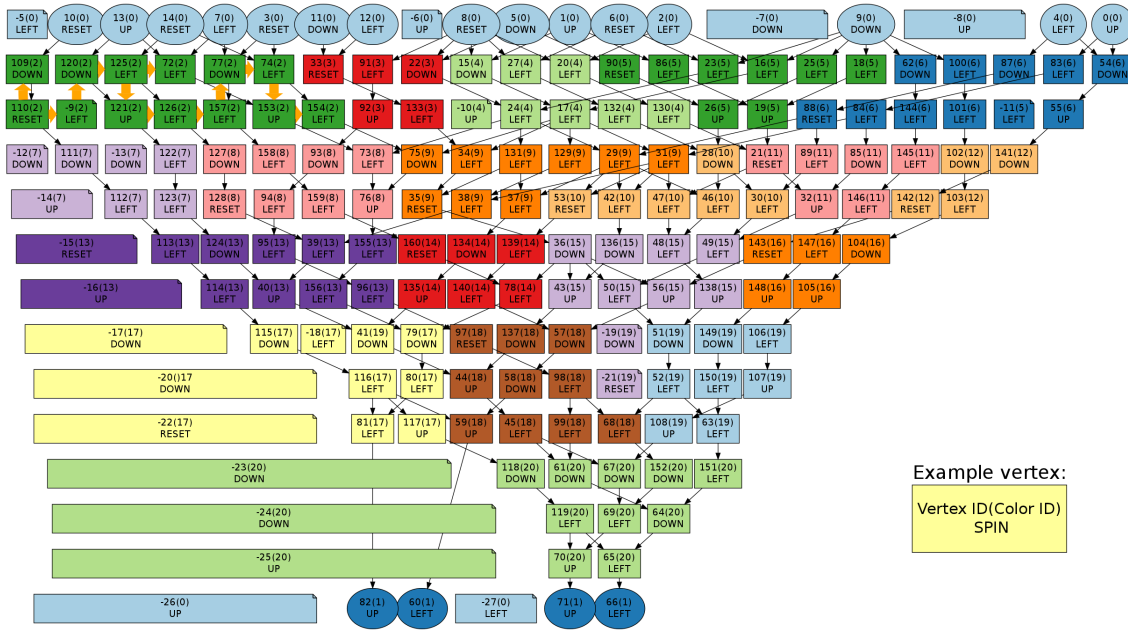 -5(0)
LEFT
10(0)
RESET
13(0)
UP
14(0)
RESET
7(0)
LEFT
3(0)
RESET
11(0)
DOWN
12(0)
LEFT
-6(0)
UP
8(0)
RESET
5(0)
DOWN
1(0)
UP
6(0)
RESET
2(0)
LEFT
-7(0)
DOWN
9(0)
DOWN
-8(0)
UP
4(0)
LEFT
0(0)
UP
109(2)
DOWN
120(2)
DOWN
125(2)
LEFT
72(2)
LEFT
77(2)
DOWN
74(2)
LEFT
33(3)
RESET
91(3)
LEFT
22(3)
DOWN
15(4)
DOWN
27(4)
LEFT
20(4)
LEFT
90(5)
RESET
86(5)
LEFT
23(5)
LEFT
16(5)
LEFT
25(5)
LEFT
18(5)
LEFT
62(6)
DOWN
100(6)
LEFT
87(6)
DOWN
83(6)
LEFT
54(6)
DOWN
110(2)
RESET
-9(2)
LEFT
121(2)
UP
126(2)
LEFT
157(2)
LEFT
153(2)
UP
154(2)
LEFT
92(3)
UP
133(3)
LEFT
-10(4)
UP
24(4)
LEFT
17(4)
LEFT
132(4)
LEFT
130(4)
LEFT
26(5)
UP
19(5)
UP
88(6)
RESET
84(6)
LEFT
144(6)
LEFT
101(6)
LEFT
-11(5)
LEFT
55(6)
UP
-12(7)
DOWN
111(7)
DOWN
-13(7)
DOWN
122(7)
LEFT
127(8)
DOWN
158(8)
LEFT
93(8)
DOWN
73(8)
LEFT
75(9)
DOWN
34(9)
LEFT
131(9)
LEFT
129(9)
LEFT
29(9)
LEFT
31(9)
LEFT
28(10)
DOWN
21(11)
RESET
89(11)
LEFT
85(11)
DOWN
145(11)
LEFT
102(12)
DOWN
141(12)
DOWN
-14(7)
UP
112(7)
LEFT
123(7)
LEFT
128(8)
RESET
94(8)
LEFT
159(8)
LEFT
76(8)
UP
35(9)
RESET
38(9)
LEFT
37(9)
LEFT
53(10)
RESET
42(10)
LEFT
47(10)
LEFT
46(10)
LEFT
30(10)
LEFT
32(11)
UP
146(11)
LEFT
142(12)
RESET
103(12)
LEFT
-15(13)
RESET
113(13)
LEFT
124(13)
DOWN
95(13)
LEFT
39(13)
LEFT
155(13)
LEFT
160(14)
RESET
134(14)
DOWN
139(14)
LEFT
36(15)
DOWN
136(15)
DOWN
48(15)
LEFT
49(15)
LEFT
143(16)
RESET
147(16)
LEFT
104(16)
DOWN
-16(13)
UP
114(13)
LEFT
40(13)
UP
156(13)
LEFT
96(13)
LEFT
135(14)
UP
140(14)
LEFT
78(14)
LEFT
43(15)
UP
50(15)
LEFT
56(15)
UP
138(15)
UP
148(16)
UP
105(16)
UP
-17(17)
DOWN
115(17)
DOWN
-18(17)
LEFT
41(19)
DOWN
79(17)
DOWN
97(18)
RESET
137(18)
DOWN
57(18)
DOWN
-19(19)
DOWN
51(19)
DOWN
149(19)
DOWN
106(19)
LEFT
-20()17
DOWN
116(17)
LEFT
80(17)
LEFT
44(18)
UP
58(18)
DOWN
98(18)
LEFT
-21(19)
RESET
52(19)
LEFT
150(19)
LEFT
107(19)
UP
-22(17)
RESET
81(17)
LEFT
117(17)
UP
59(18)
UP
45(18)
LEFT
99(18)
LEFT
68(18)
LEFT
108(19)
UP
63(19)
LEFT
-23(20)
DOWN
118(20)
DOWN
61(20)
DOWN
67(20)
DOWN
152(20)
DOWN
151(20)
LEFT
-24(20)
DOWN
119(20)
LEFT
69(20)
LEFT
64(20)
DOWN
-25(20)
UP
70(20)
UP
65(20)
LEFT
-26(0)
UP
82(1)
UP
60(1)
LEFT
-27(0)
LEFT
71(1)
UP
66(1)
LEFT
Example vertex:
Vertex ID(Color ID)
SPIN